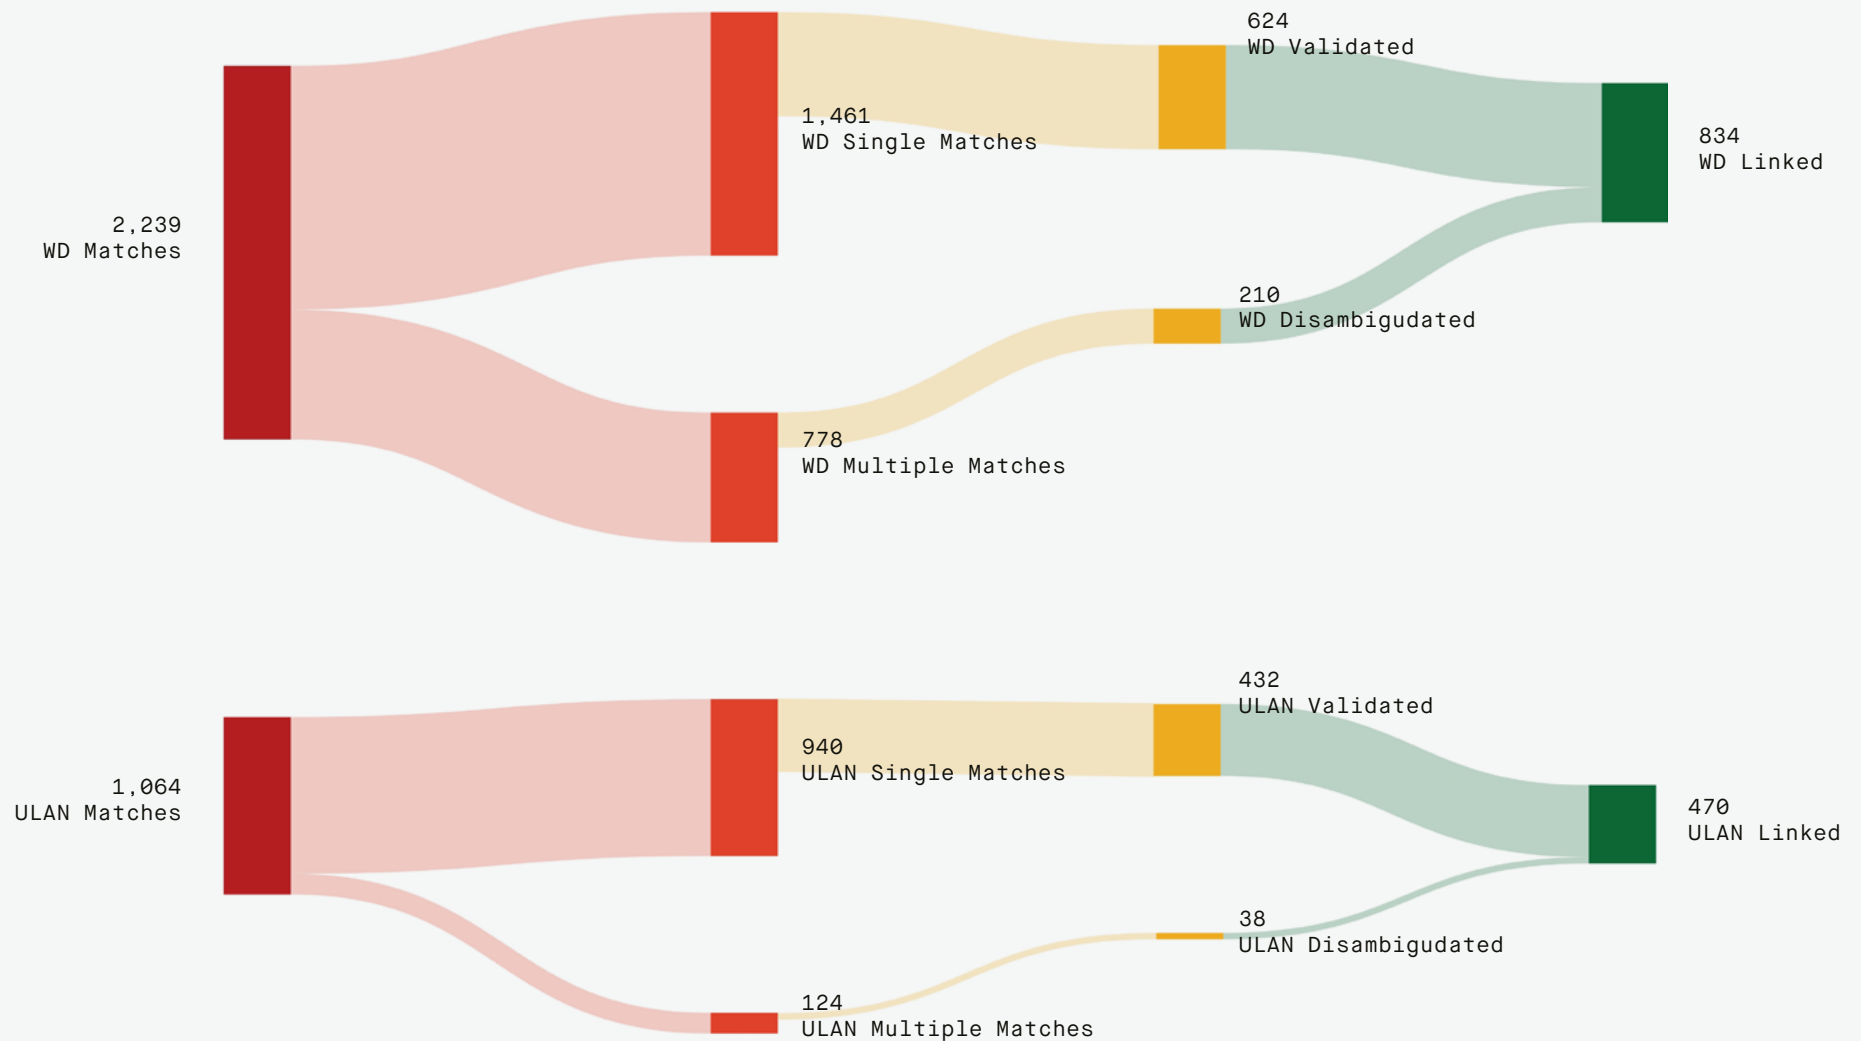 624
WD Validated
1,461
WD Single Matches
834
WD Linked
2,239
WD Matches
210
WD Disambigudated
778
WD Multiple Matches
432
ULAN Validated
940
ULAN Single Matches
1,064
ULAN Matches
470
ULAN Linked
38
ULAN Disambigudated
124
ULAN Multiple Matches